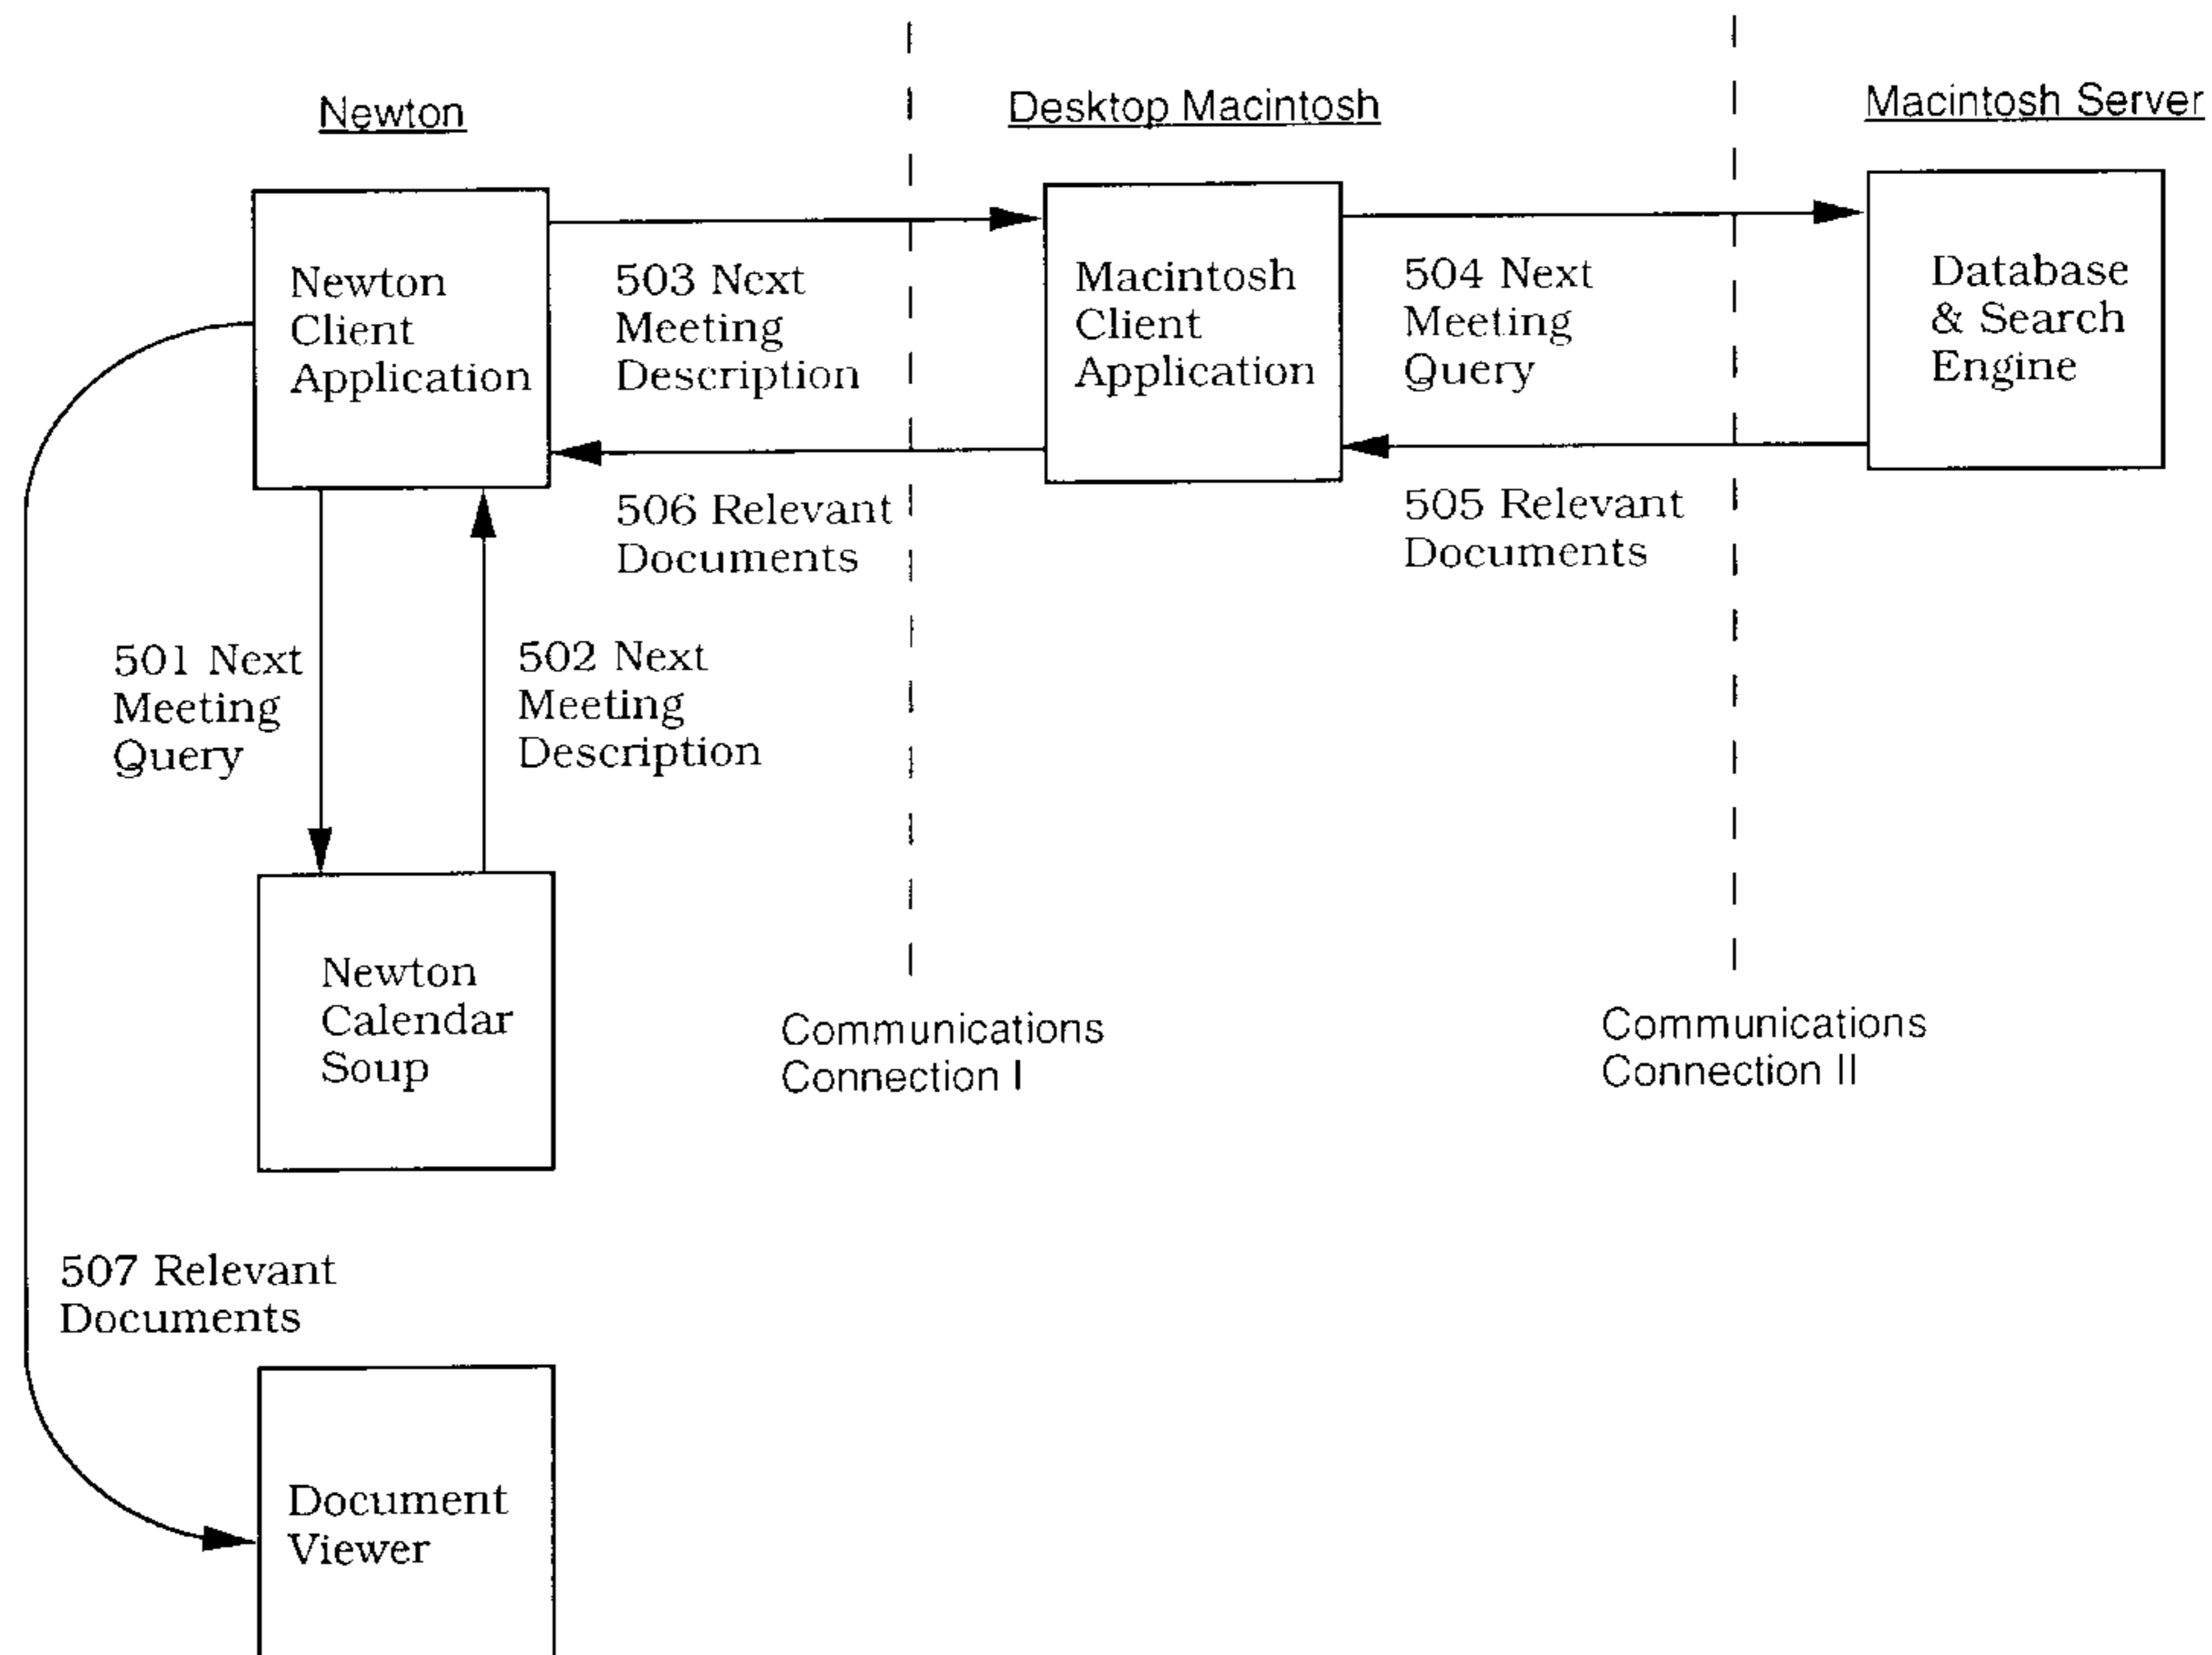 Newton
Desktop Macintosh
Macintosh Server
Newton
Client
Application
503 Next
Meeting
Description
Macintosh
Client
Application
504 Next
Meeting
Query
Database
& Search
Engine
506 Relevant
Documents
505 Relevant
Documents
501 Next
Meeting
Query
502 Next
Meeting
Description
Newton
Calendar
Soup
Communications
Connection I
Communications
Connection II
507 Relevant
Documents
Document
Viewer